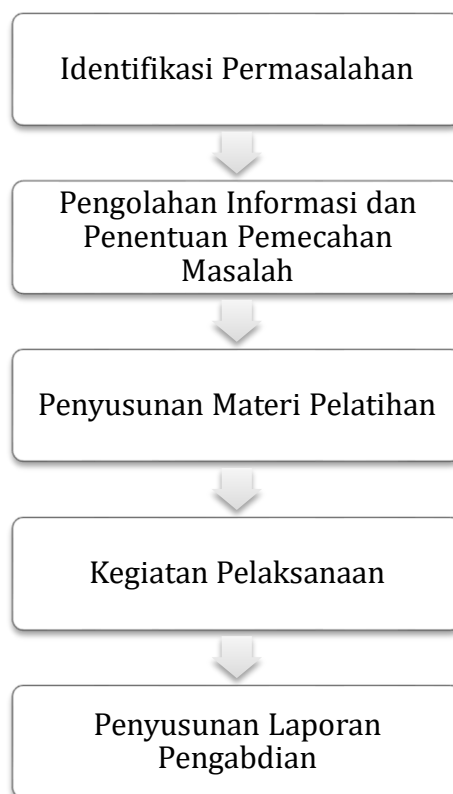 Identifikasi Permasalahan
Pengolahan Informasi dan
Penentuan Pemecahan
Masalah
Penyusunan Materi Pelatihan
Kegiatan Pelaksanaan
Penyusunan Laporan
Pengabdian